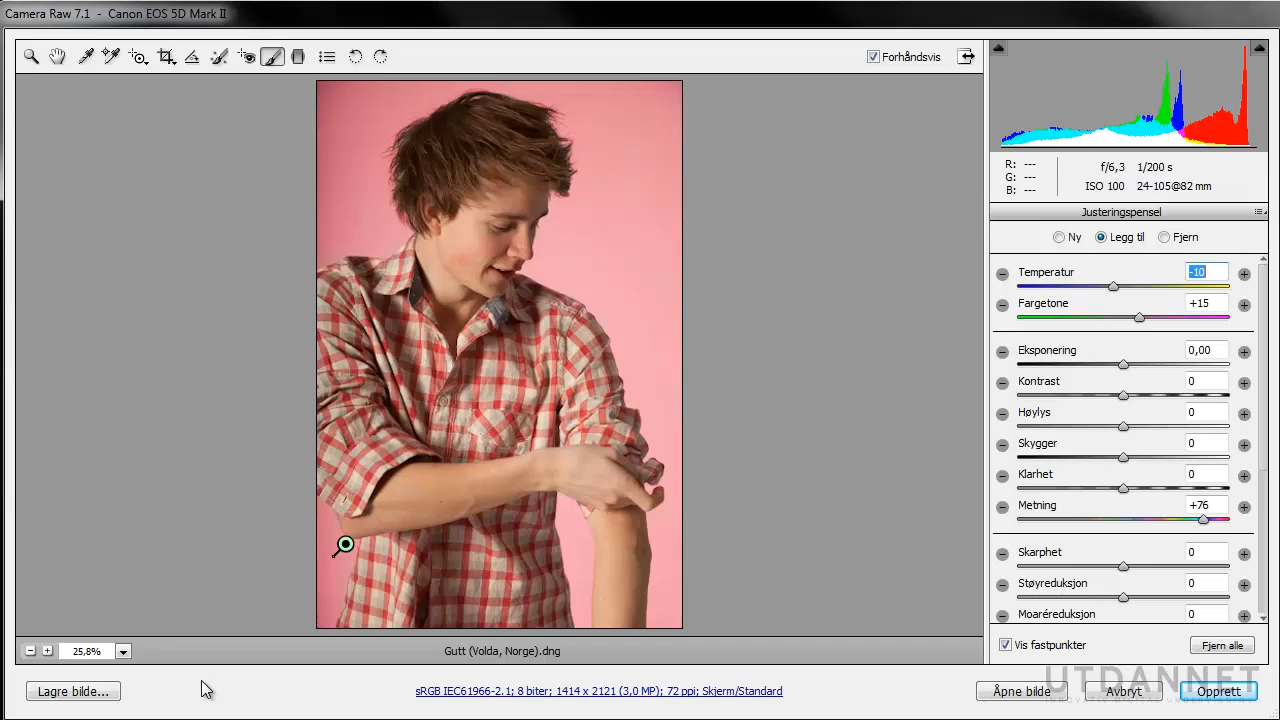 Camera Raw 7.1 - Canon EOS 5D Mark II
Forhåndsvis
R: ---
G: ---
B: ---
f/6,3 1/200 s
ISO 100 24-105@82 mm
Justeringspensel
Ny Legg til Fjern
Temperatur -10
Fargetone +15
Eksponering 0,00
Kontrast 0
Høylys 0
Skygger 0
Klarhet 0
Metning +76
Skarphet 0
Støyreduksjon 0
Moaréreduksjon 0
Vis fastpunkter Fjern alle
25,8% Gutt (Volda, Norge).dng
Lagre bilde... sRGB IEC61966-2.1; 8 biter; 1414 x 2121 (3,0 MP); 72 ppi; Skjerm/Standard Åpne bilde Avbryt Opprett
UTDANNET